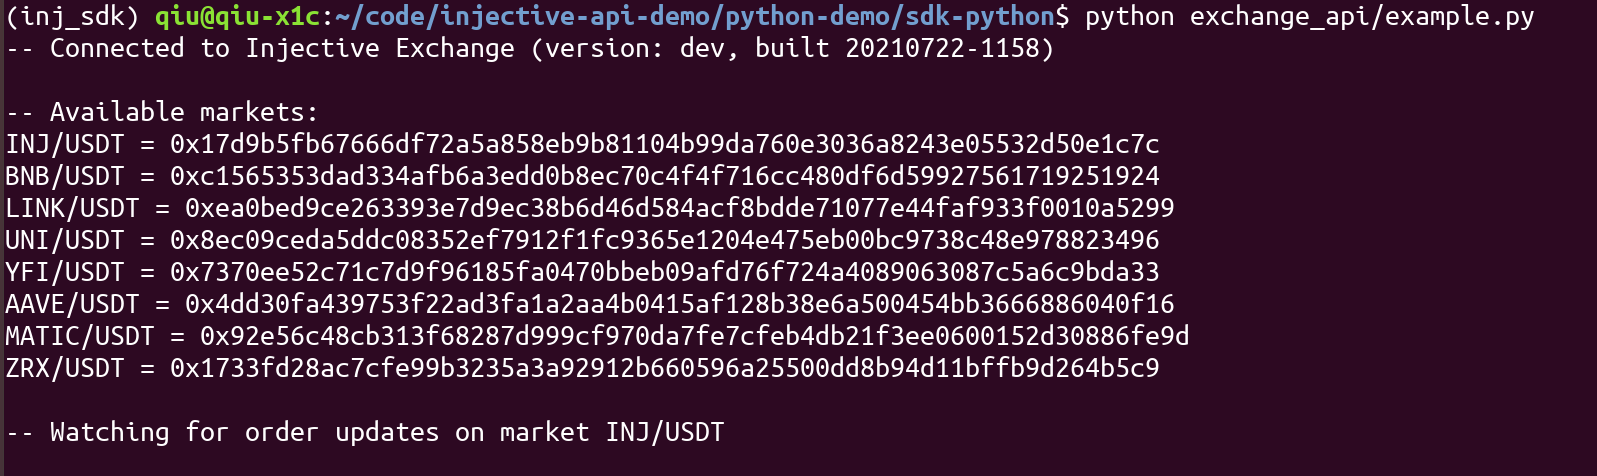 (inj_sdk) qiu@qiu-x1c:~/code/injective-api-demo/python-demo/sdk-python$ python exchange_api/example.py
-- Connected to Injective Exchange (version: dev, built 20210722-1158)
-- Available markets:
INJ/USDT = 0x17d9b5fb67666df72a5a858eb9b81104b99da760e3036a8243e05532d50e1c7c
BNB/USDT = 0xc1565353dad334afb6a3edd0b8ec70c4f4f716cc480df6d59927561719251924
LINK/USDT = 0xea0bed9ce263393e7d9ec38b6d46d584acf8bdde71077e44faf933f0010a5299
UNI/USDT = 0x8ec09ceda5ddc08352ef7912f1fc9365e1204e475eb00bc9738c48e978823496
YFI/USDT = 0x7370ee52c71c7d9f96185fa0470bbeb09afd76f724a4089063087c5a6c9bda33
AAVE/USDT = 0x4dd30fa439753f22ad3fa1a2aa4b0415af128b38e6a500454bb3666886040f16
MATIC/USDT = 0x92e56c48cb313f68287d999cf970da7fe7cfeb4db21f3ee0600152d30886fe9d
ZRX/USDT = 0x1733fd28ac7cfe99b3235a3a92912b660596a25500dd8b94d11bffb9d264b5c9
-- Watching for order updates on market INJ/USDT